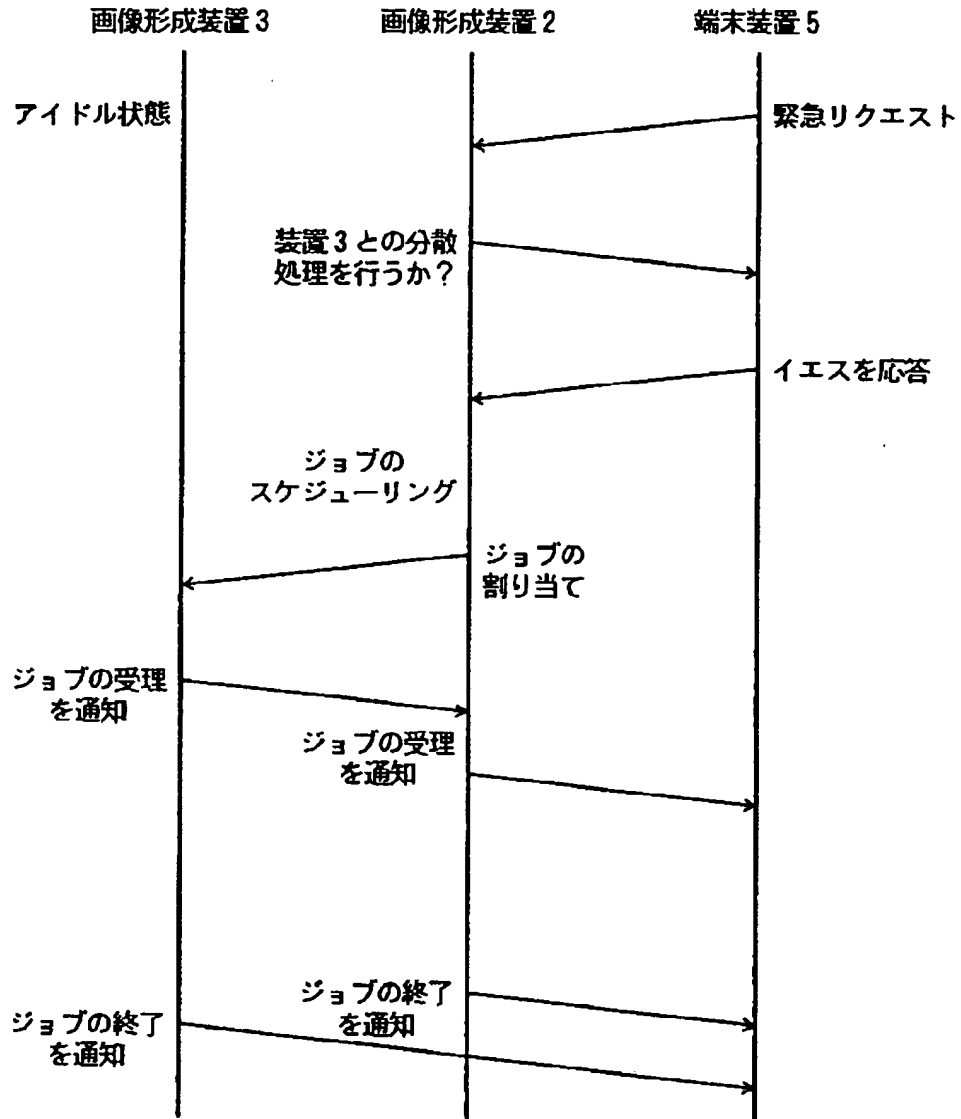 画像形成装置3
画像形成装置2
端末装置5
アイドル状態
緊急リクエスト
装置3との分散
処理を行うか?
イエスを応答
ジョブの
スケジューリング
ジョブの
割り当て
ジョブの受理
を通知
ジョブの受理
を通知
ジョブの終了
を通知
ジョブの終了
を通知